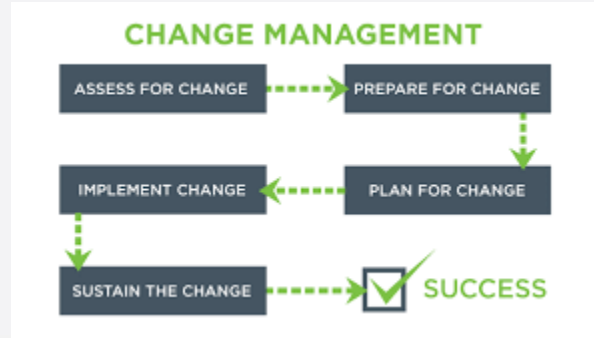 CHANGE MANAGEMENT
ASSESS FOR CHANGE
PREPARE FOR CHANGE
PLAN FOR CHANGE
IMPLEMENT CHANGE
SUSTAIN THE CHANGE
SUCCESS